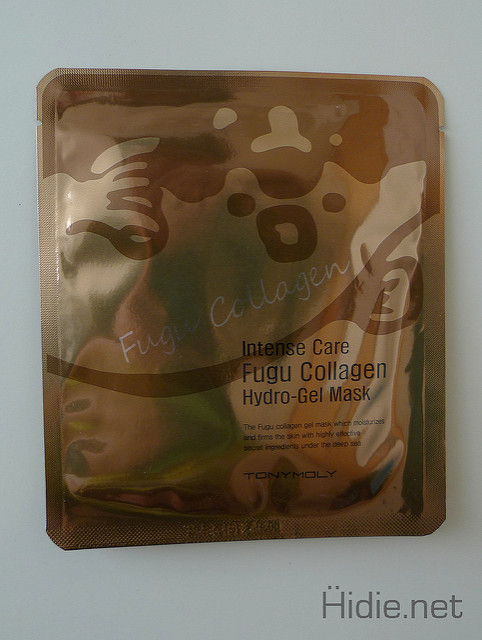 Fugu Collagen
Intense Care
Fugu Collagen
Hydro-Gel Mask
The Fugu collagen gel mask which moisturizes
and firms the skin with highly effective
secret ingredients under the deep sea
TONYMOLY
Ḧidie.net